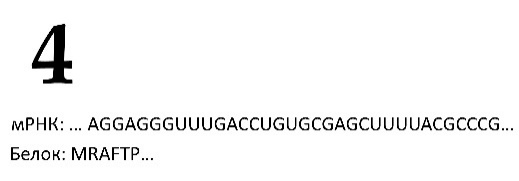 4
мРНК: ... AGGAGGGUUUGACCUGUGCGAGCUUUUACGCCCG...
Белок: MRAFTP...